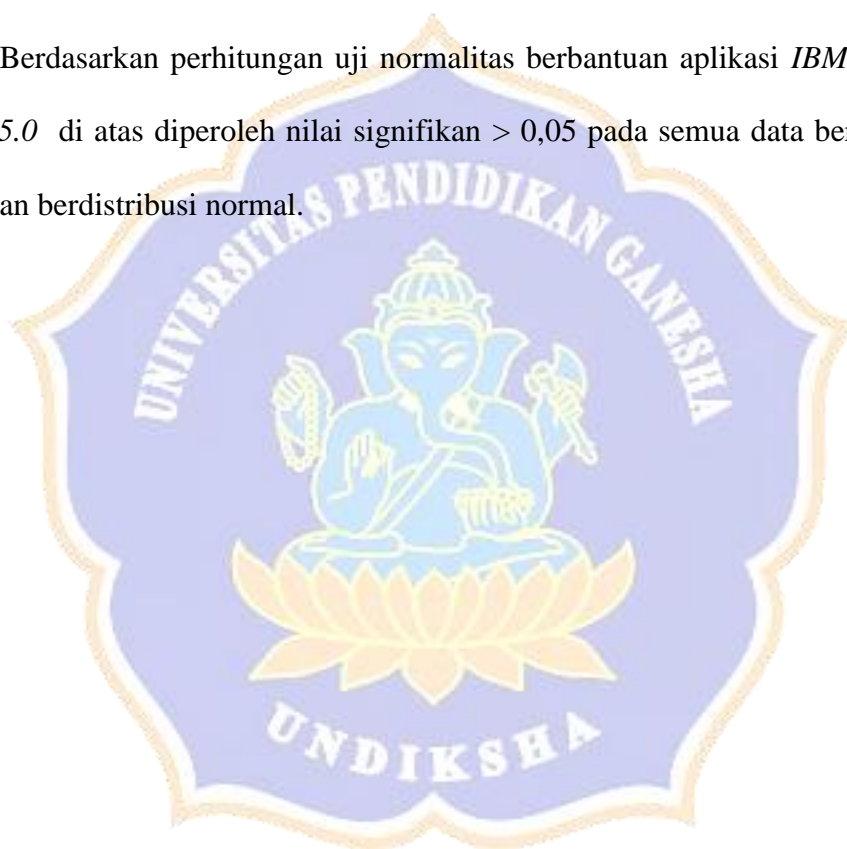 Berdasarkan perhitungan uji normalitas berbantuan aplikasi IBM
5.0 di atas diperoleh nilai signifikan > 0,05 pada semua data ber
an berdistribusi normal.
UNIVERSITAS PENDIDIKAN GANESHA
UNDIKSHA